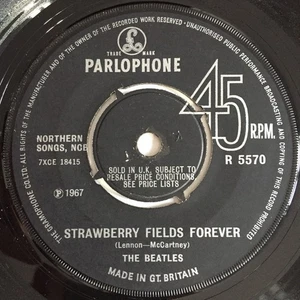 THE GRAMOPHONE CO. LTD. ALL RIGHTS OF THE MANUFACTURER AND OF THE OWNER OF THE RECORDED WORK RESERVED
UNAUTHORISED PUBLIC PERFORMANCE BROADCASTING AND COPYING OF THIS RECORD PROHIBITED
TRADE MARK
PARLOPHONE
45
R.P.M.
NORTHERN
SONGS, NCB
7XCE 18415
R 5570
SOLD IN U.K. SUBJECT TO
RESALE PRICE CONDITIONS,
SEE PRICE LISTS
℗ 1967
STRAWBERRY FIELDS FOREVER
(Lennon—McCartney)
THE BEATLES
MADE IN GT. BRITAIN